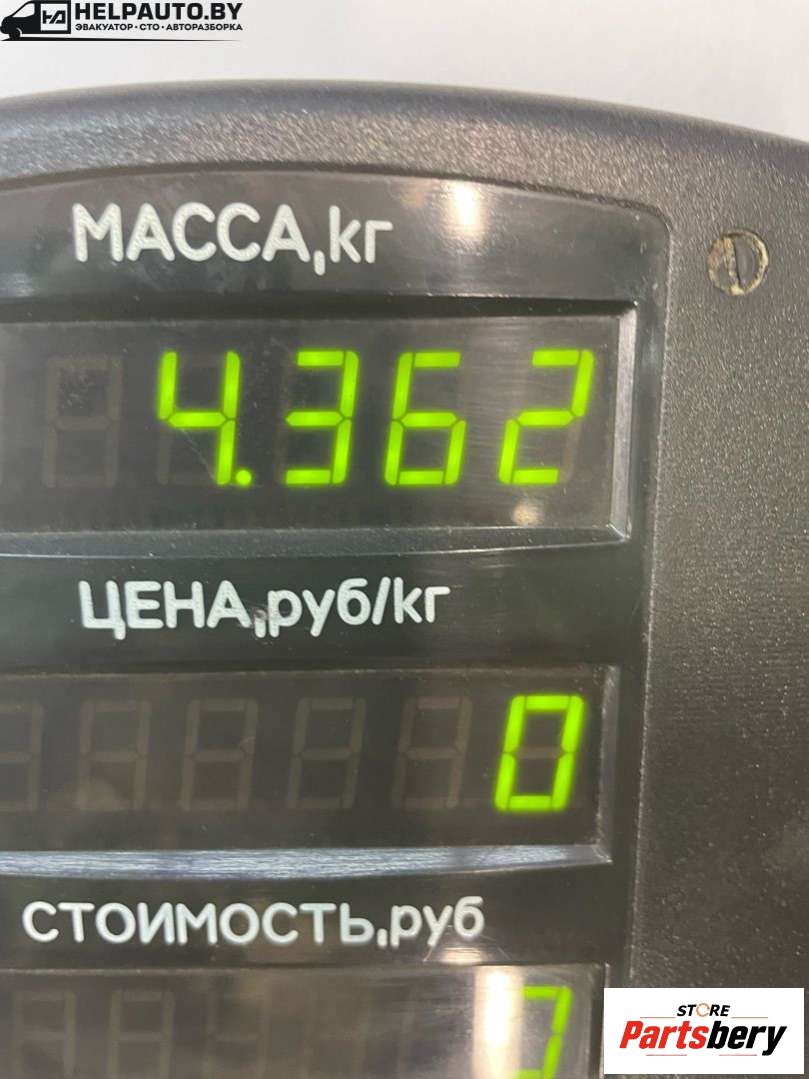 HELPAUTO.BY
ЭВАКУАТОР • СТО • АВТОРАЗБОРКА
МАССА,кг
4.362
ЦЕНА,руб/кг
0
СТОИМОСТЬ,руб
STORE
Partsbery